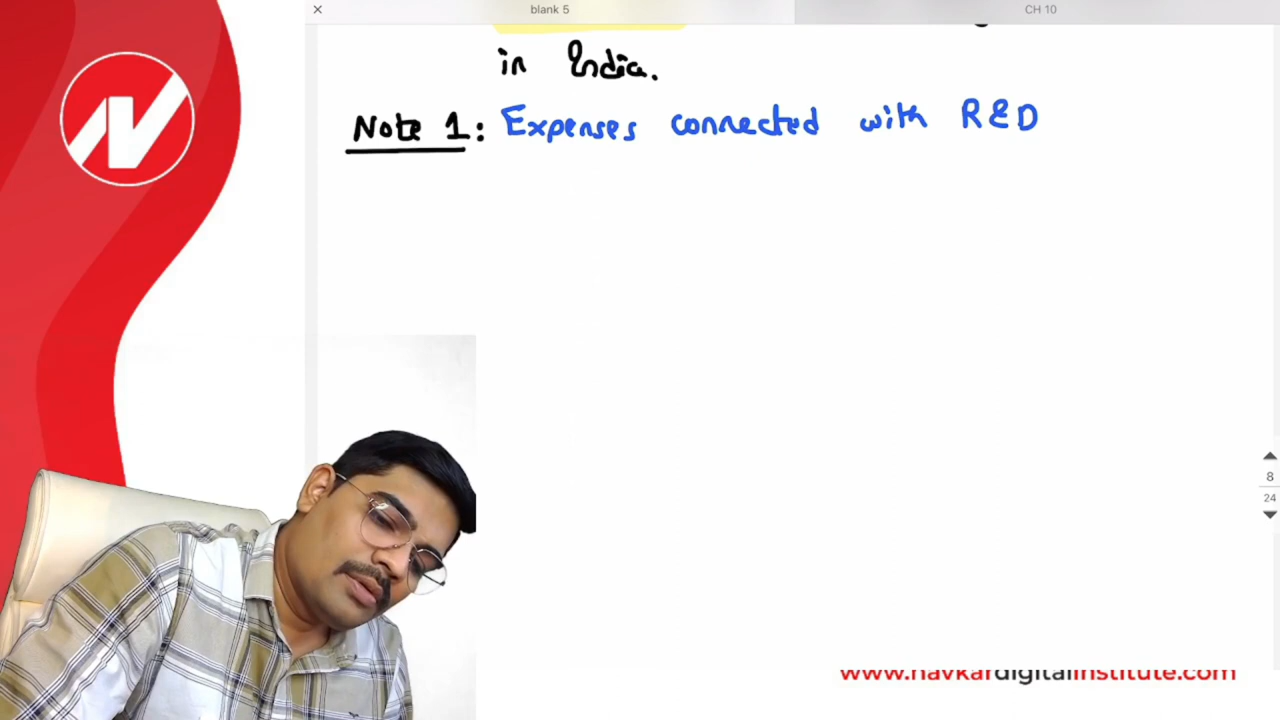 blank 5
CH 10
in India.
Note 1: Expenses connected with R&D
8
24
www.navkardigitalinstitute.com